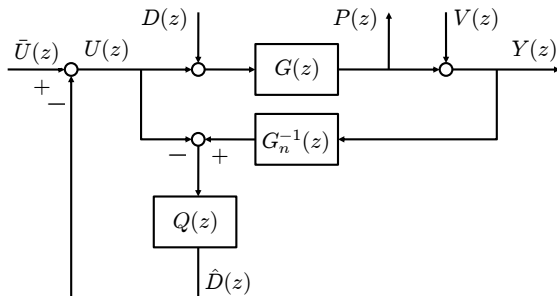 D(z) P(z) V(z)
Ū(z) U(z) G(z) Y(z)
+ −
G_n^{-1}(z)
− +
Q(z)
D̂(z)